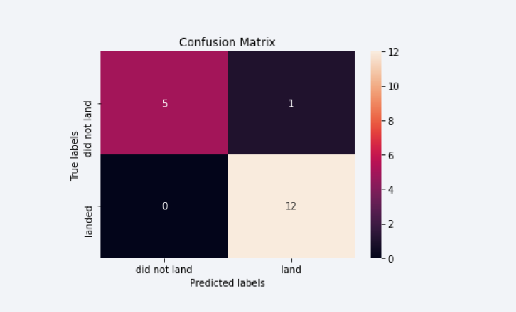 Confusion Matrix
True labels
did not land
landed
5
1
0
12
did not land
land
Predicted labels
12
10
8
6
4
2
0